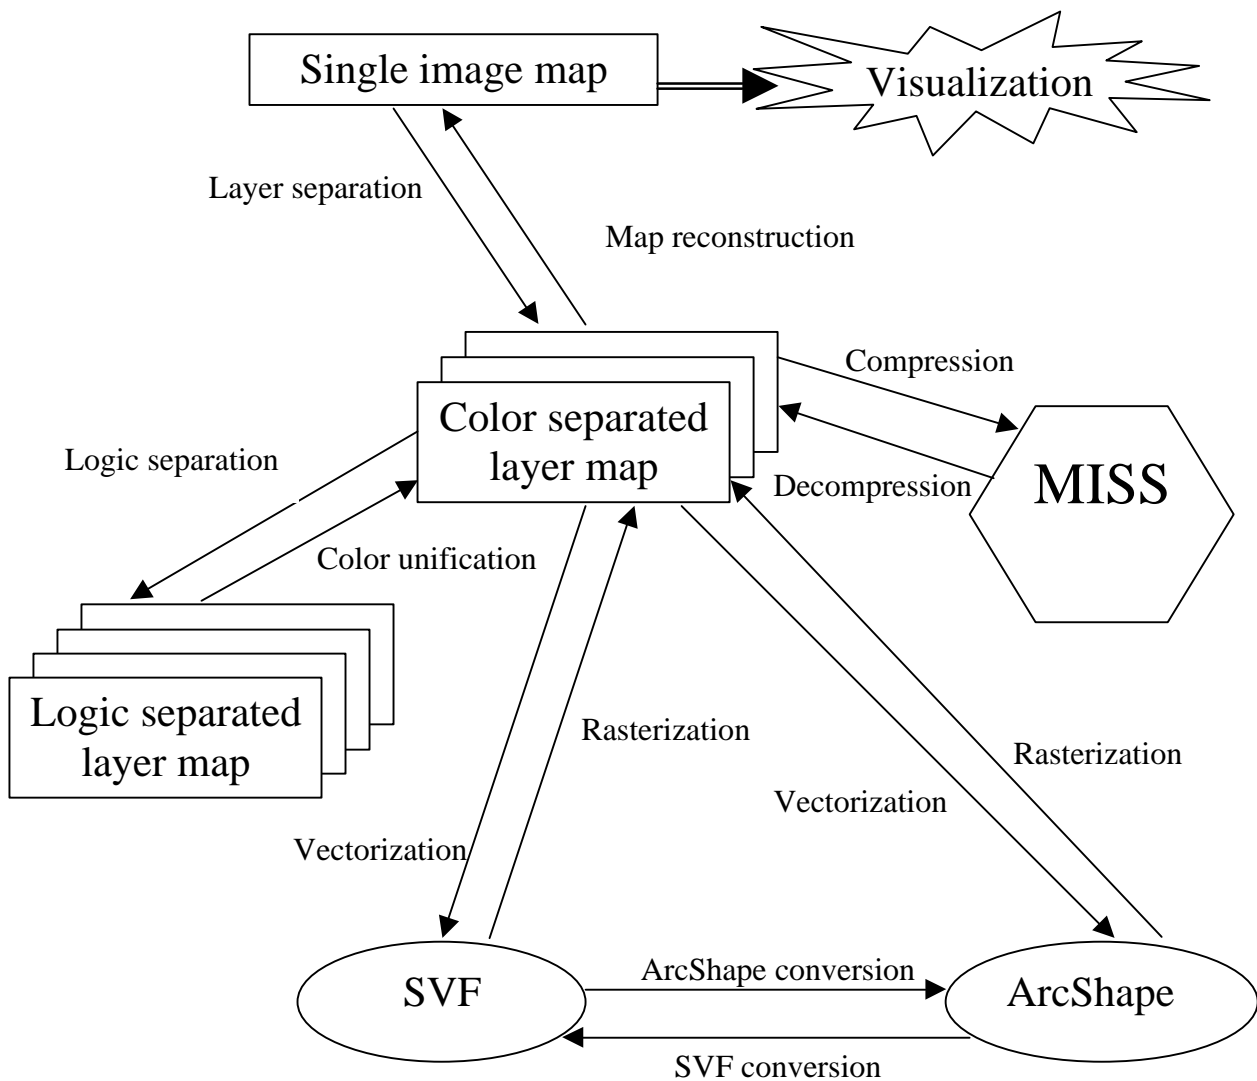 Single image map
Visualization
Layer separation
Map reconstruction
Compression
Color separated
layer map
Logic separation
Decompression
MISS
Color unification
Logic separated
layer map
Rasterization
Rasterization
Vectorization
Vectorization
SVF
ArcShape conversion
ArcShape
SVF conversion